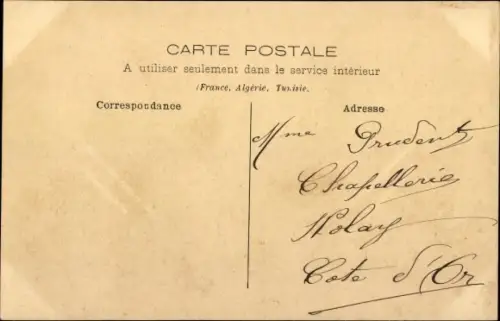 CARTE POSTALE
A utiliser seulement dans le service intérieur
(France, Algérie, Tunisie.
Correspondance
Adresse
Mme Prudent
Chapellerie
Nolay
Cote d'Or